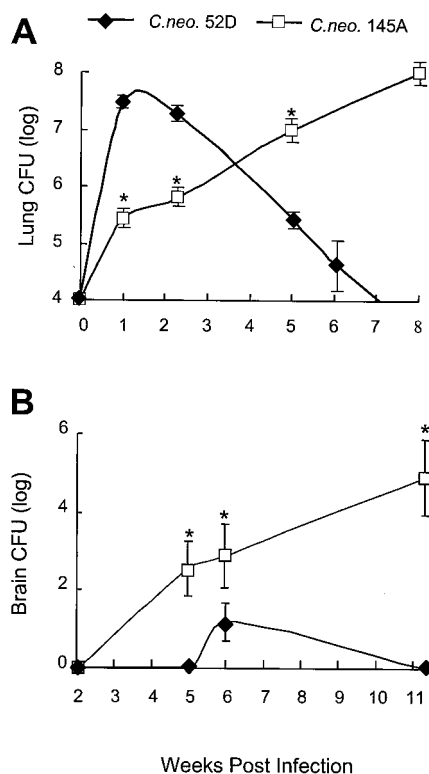 C.neo. 52D C.neo. 145A
A
Lung CFU (log)
8
7
6
5
4
*
*
*
0 1 2 3 4 5 6 7 8
B
Brain CFU (log)
6
4
2
0
*
*
*
2 2 3 4 5 6 7 8 9 10 11
Weeks Post Infection